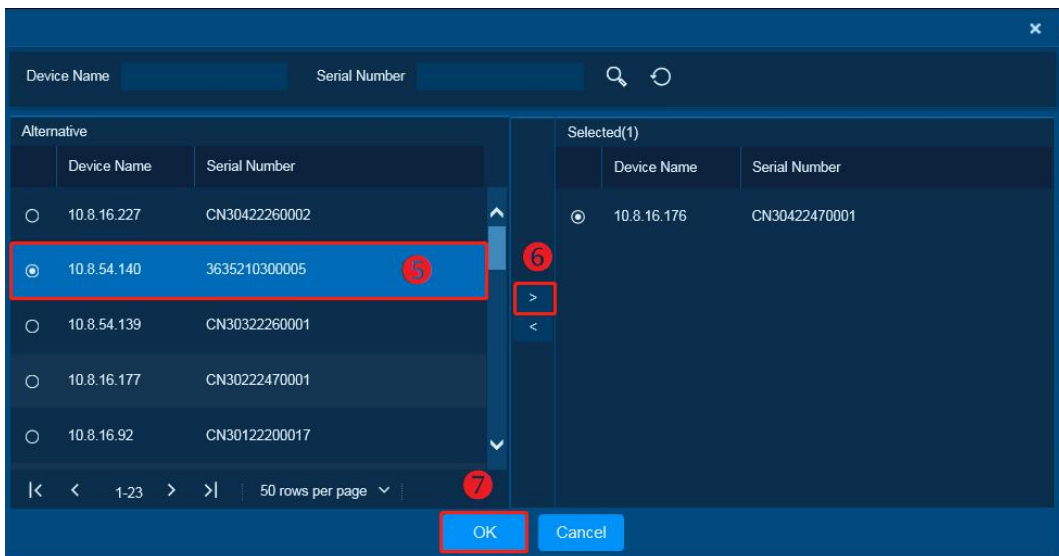 Device Name Serial Number
Alternative Selected(1)
Device Name Serial Number Device Name Serial Number
10.8.16.227 CN30422260002 10.8.16.176 CN30422470001
10.8.54.140 3635210300005 5 6
>
10.8.54.139 CN30322260001 <
10.8.16.177 CN30222470001
10.8.16.92 CN30122200017
1-23 50 rows per page 7
OK Cancel